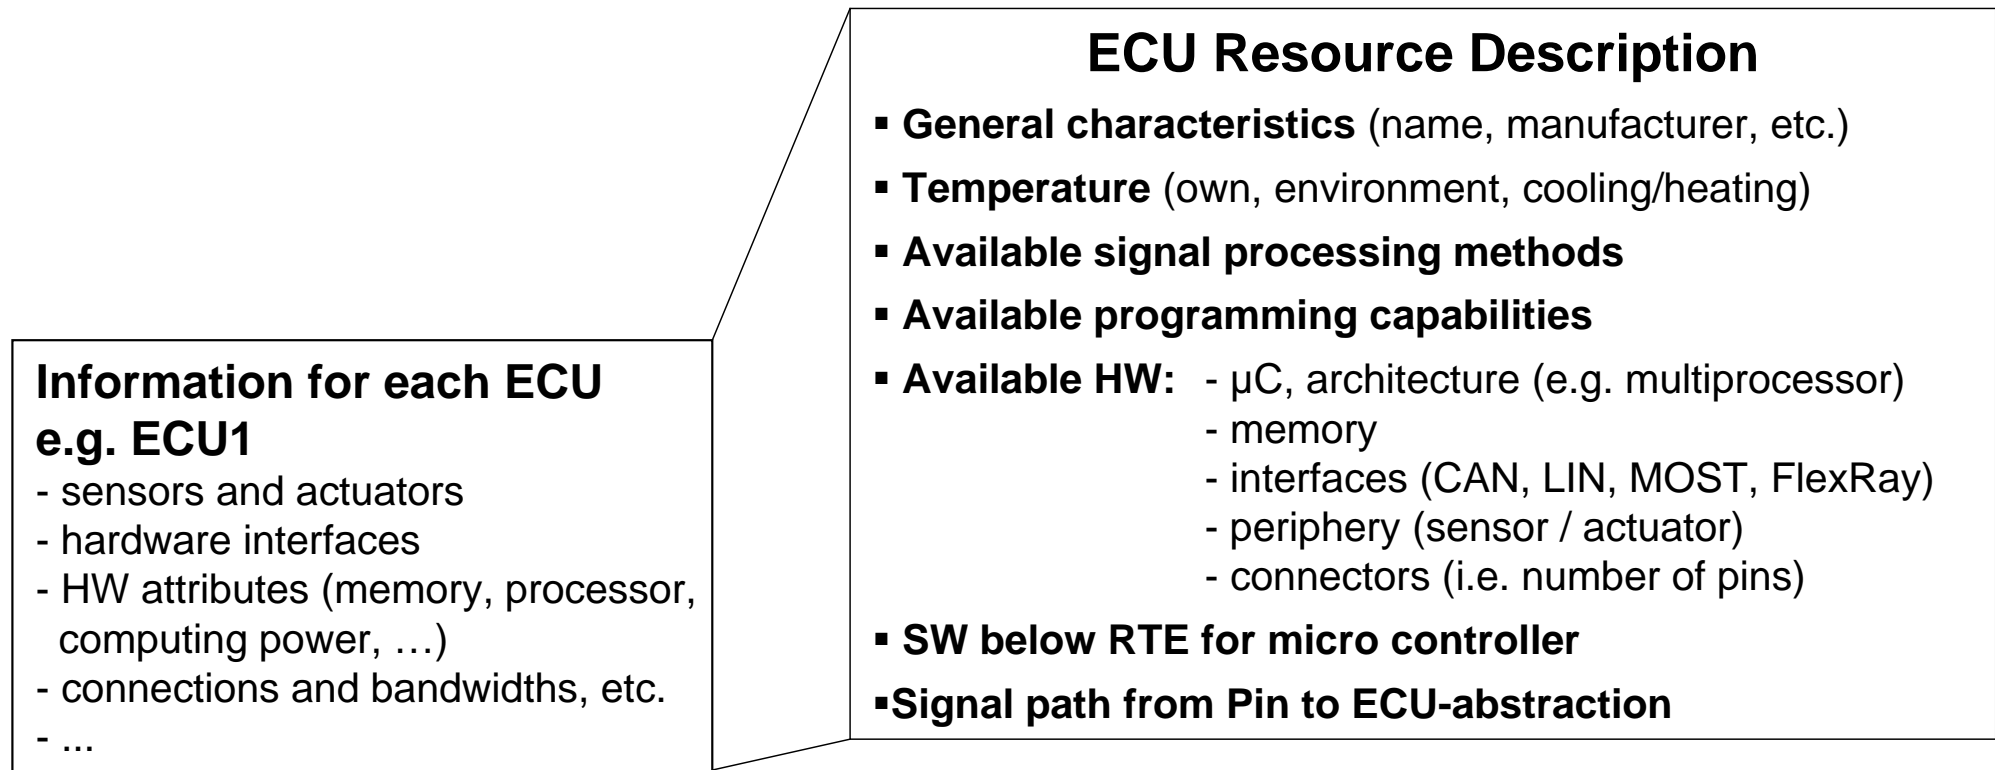 ECU Resource Description
▪ General characteristics (name, manufacturer, etc.)
▪ Temperature (own, environment, cooling/heating)
▪ Available signal processing methods
▪ Available programming capabilities
▪ Available HW: - µC, architecture (e.g. multiprocessor)
- memory
- interfaces (CAN, LIN, MOST, FlexRay)
- periphery (sensor / actuator)
- connectors (i.e. number of pins)
▪ SW below RTE for micro controller
▪Signal path from Pin to ECU-abstraction
Information for each ECU
e.g. ECU1
- sensors and actuators
- hardware interfaces
- HW attributes (memory, processor,
computing power, …)
- connections and bandwidths, etc.
- ...